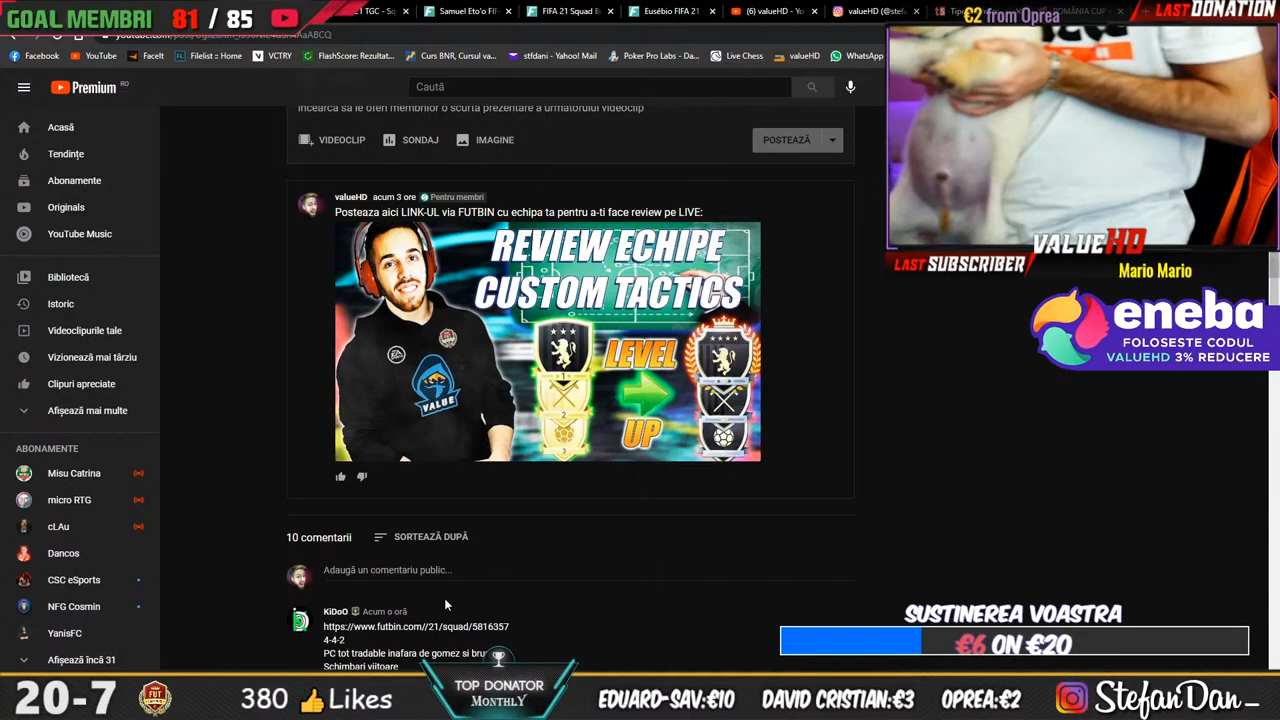 GOAL MEMBRI 81 / 85
TGC - S
Samuel Eto'o FIF
FIFA 21 Squad B
Eusébio FIFA 21
(6) valueHD - Yo
valueHD (@ste
€2 from Oprea
LAST DONATION
Facebook
YouTube
FaceIt
Filelist :: Home
VCTRY
FlashScore: Rezultat...
Curs BNR, Cursul va...
stfdani - Yahoo! Mail
Poker Pro Labs - Da...
Live Chess
valueHD
WhatsApp
Premium RO
Caută
încearcă să le oferi membrilor o scurtă prezentare a următorului videoclip
VIDEOCLIP
SONDAJ
IMAGINE
POSTEAZĂ
Acasă
Tendințe
Abonamente
Originals
YouTube Music
Bibliotecă
Istoric
Videoclipurile tale
Vizionează mai târziu
Clipuri apreciate
Afișează mai multe
ABONAMENTE
Misu Catrina
micro RTG
cLAu
Dancos
CSC eSports
NFG Cosmin
YanisFC
Afișează încă 31
valueHD acum 3 ore Pentru membri
Posteaza aici LINK-UL via FUTBIN cu echipa ta pentru a-ti face review pe LIVE:
REVIEW ECHIPE
CUSTOM TACTICS
LEVEL
UP
EA
VALUE
1
2
3
10 comentarii
SORTEAZĂ DUPĂ
Adaugă un comentariu public...
KiDoO Acum o oră
https://www.futbin.com//21/squad/5816357
4-4-2
PC tot tradable inafara de gomez si bru
Schimbari viitoare
VALUEHD
LAST SUBSCRIBER
Mario Mario
eneba
FOLOSESTE CODUL
VALUEHD 3% REDUCERE
SUSTINEREA VOASTRA
€6 ON €20
20-7
FUT
380 Likes
TOP DONATOR
MONTHLY
EDUARD-SAV:€10 DAVID CRISTIAN:€3 OPREA:€2
StefanDan_